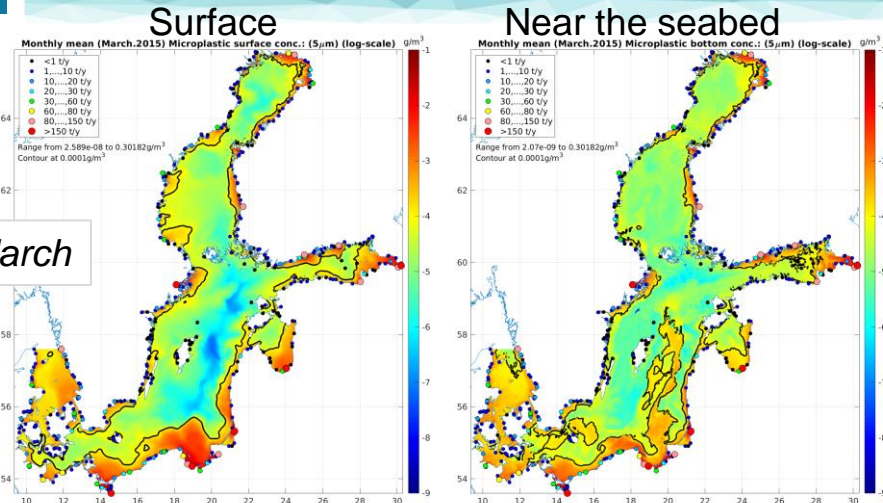 Surface
Near the seabed
Monthly mean (March.2015) Microplastic surface conc.: (5μm) (log-scale) g/m³
<1 t/y
1,...,10 t/y
10,...,20 t/y
20,...,30 t/y
30,...,60 t/y
60,...,80 t/y
80,...,150 t/y
>150 t/y
Range from 2.589e-08 to 0.30182g/m³
Contour at 0.0001g/m³
64
62
60
58
56
54
10 12 14 16 18 20 22 24 26 28 30
-1
-2
-3
-4
-5
-6
-7
-8
-9
Monthly mean (March.2015) Microplastic bottom conc.: (5μm) (log-scale) g/m³
<1 t/y
1,...,10 t/y
10,...,20 t/y
20,...,30 t/y
30,...,60 t/y
60,...,80 t/y
80,...,150 t/y
>150 t/y
Range from 2.07e-09 to 0.30182g/m³
Contour at 0.0001g/m³
64
62
60
58
56
54
10 12 14 16 18 20 22 24 26 28 30